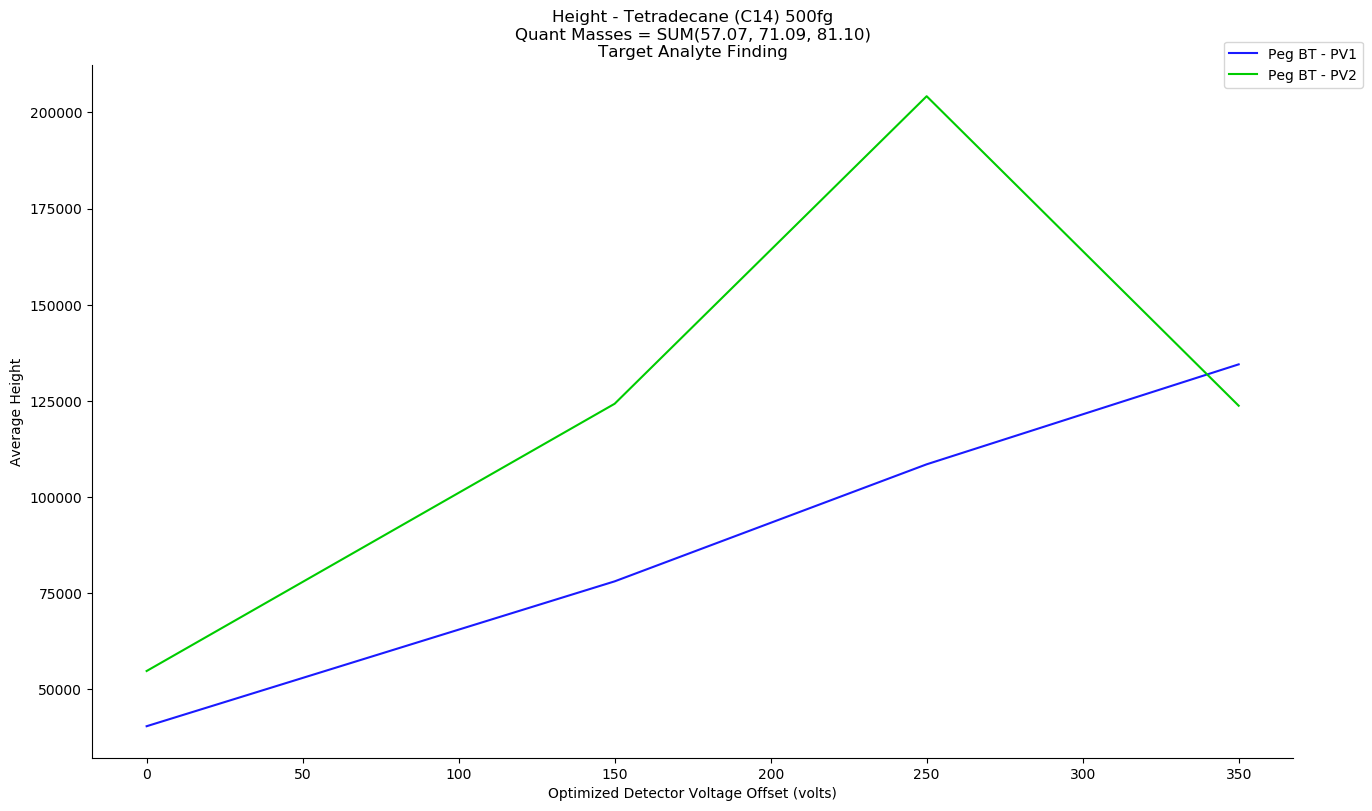 Height - Tetradecane (C14) 500fg
Quant Masses = SUM(57.07, 71.09, 81.10)
Target Analyte Finding
Peg BT - PV1
Peg BT - PV2
200000
175000
150000
125000
100000
75000
50000
Average Height
0 50 100 150 200 250 300 350
Optimized Detector Voltage Offset (volts)